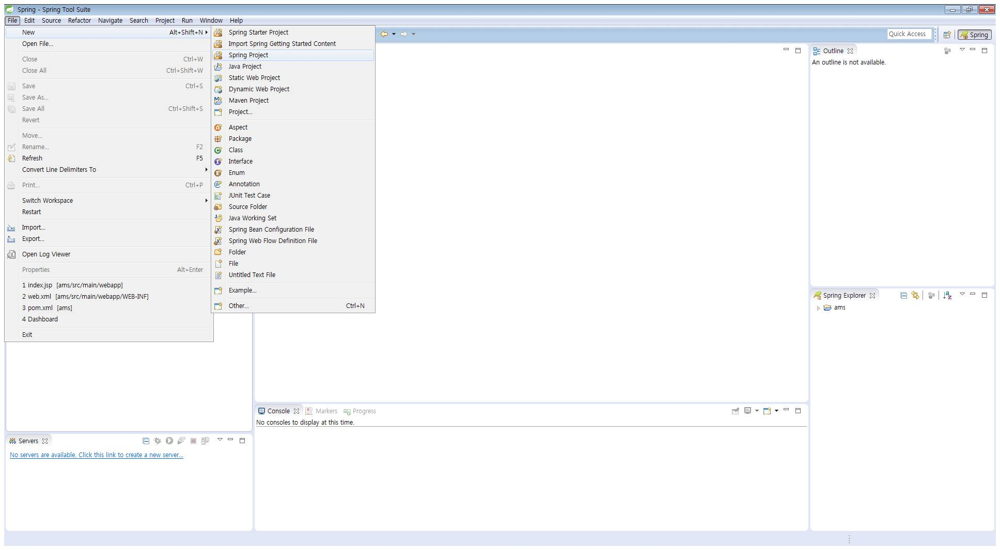 Spring - Spring Tool Suite
File Edit Source Refactor Navigate Search Project Run Window Help
New Alt+Shift+N
Open File...
Close Ctrl+W
Close All Ctrl+Shift+W
Save Ctrl+S
Save As...
Save All Ctrl+Shift+S
Revert
Move...
Rename... F2
Refresh F5
Convert Line Delimiters To
Print... Ctrl+P
Switch Workspace
Restart
Import...
Export...
Open Log Viewer
Properties Alt+Enter
1 index.jsp [ams/src/main/webapp]
2 web.xml [ams/src/main/webapp/WEB-INF]
3 pom.xml [ams]
4 Dashboard
Exit
Spring Starter Project
Import Spring Getting Started Content
Spring Project
Java Project
Static Web Project
Dynamic Web Project
Maven Project
Project...
Aspect
Package
Class
Interface
Enum
Annotation
JUnit Test Case
Source Folder
Java Working Set
Spring Bean Configuration File
Spring Web Flow Definition File
Folder
File
Untitled Text File
Example...
Other... Ctrl+N
Quick Access
Spring
Outline
An outline is not available.
Spring Explorer
ams
Console Markers Progress
No consoles to display at this time.
Servers
No servers are available. Click this link to create a new server...